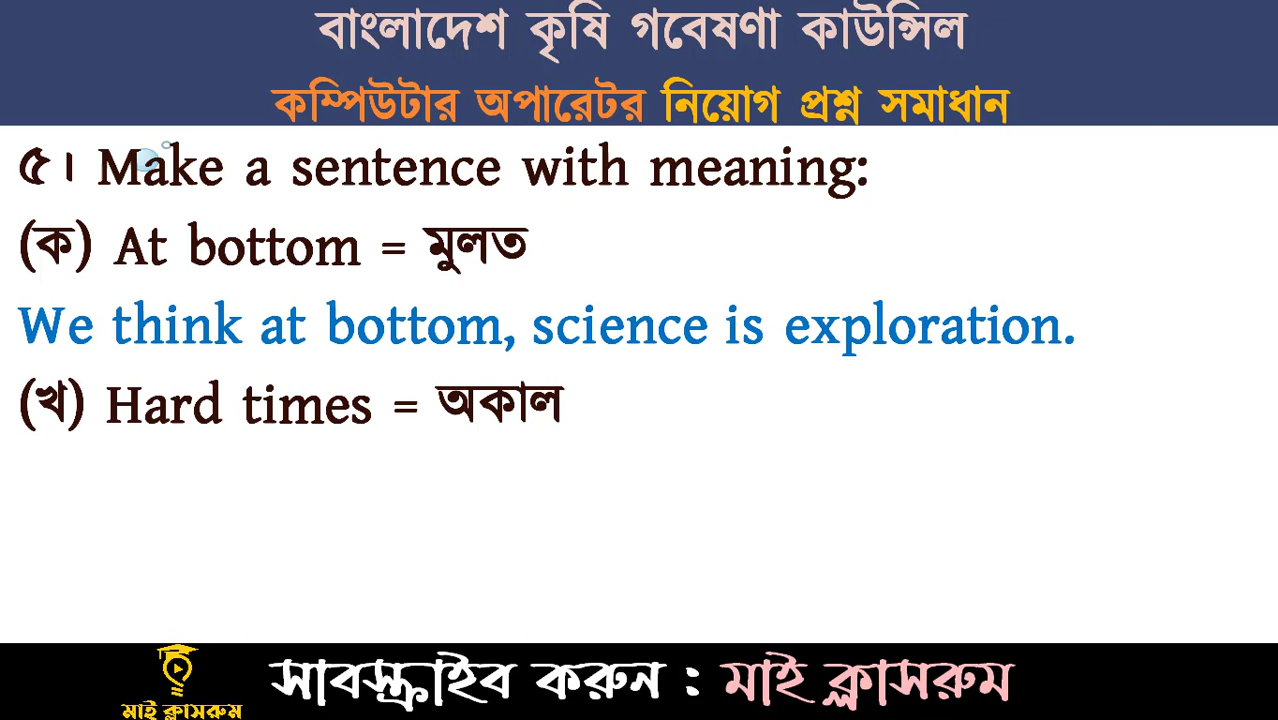 বাংলাদেশ কৃষি গবেষণা কাউন্সিল
কম্পিউটার অপারেটর নিয়োগ প্রশ্ন সমাধান
৫। Make a sentence with meaning:
(ক) At bottom = মুলত
We think at bottom, science is exploration.
(খ) Hard times = অকাল
সাবস্ক্রাইব করুন : মাই ক্লাসরুম
মাই ক্লাসরুম